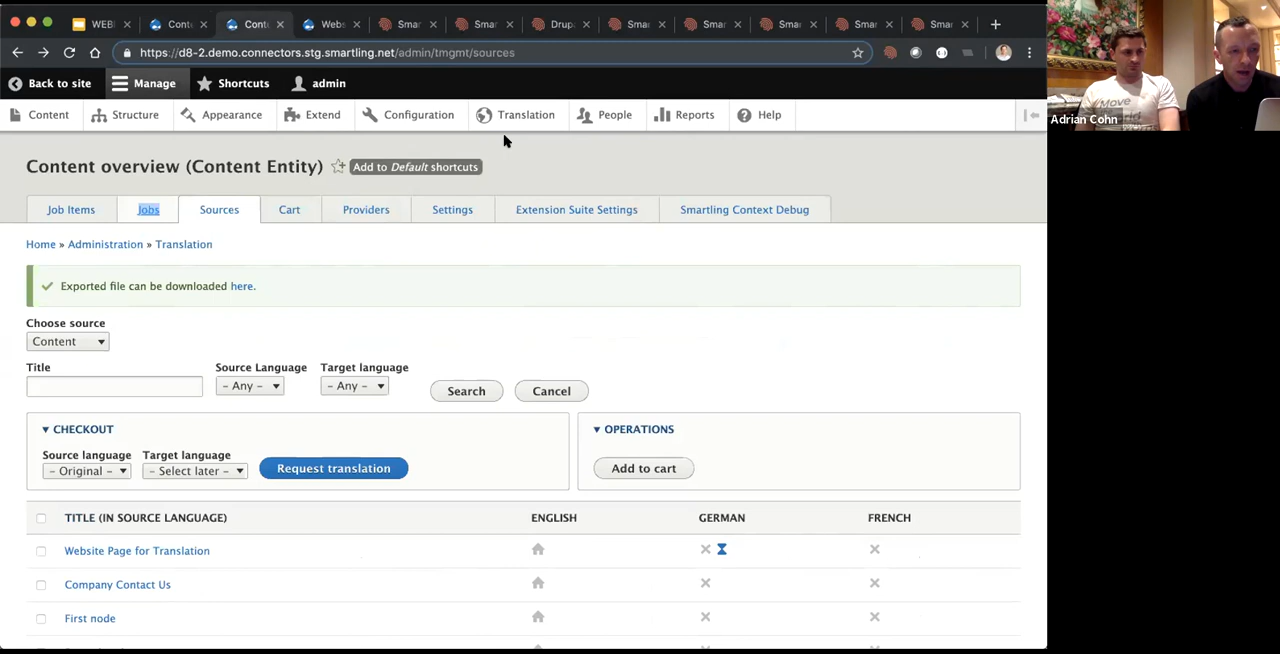 WEBI
Cont
Cont
Webs
Smar
Smar
Drup
Smar
Smar
Smar
Smar
Smar
https://d8-2.demo.connectors.stg.smartling.net/admin/tmgmt/sources
Back to site Manage Shortcuts admin
Content Structure Appearance Extend Configuration Translation People Reports Help
Content overview (Content Entity) Add to Default shortcuts
Job Items Jobs Sources Cart Providers Settings Extension Suite Settings Smartling Context Debug
Home » Administration » Translation
Exported file can be downloaded here.
Choose source
Content
Title Source Language Target language
- Any - - Any - Search Cancel
CHECKOUT OPERATIONS
Source language Target language
- Original - - Select later - Request translation Add to cart
TITLE (IN SOURCE LANGUAGE) ENGLISH GERMAN FRENCH
Website Page for Translation
Company Contact Us
First node
Move
Adrian Cohn